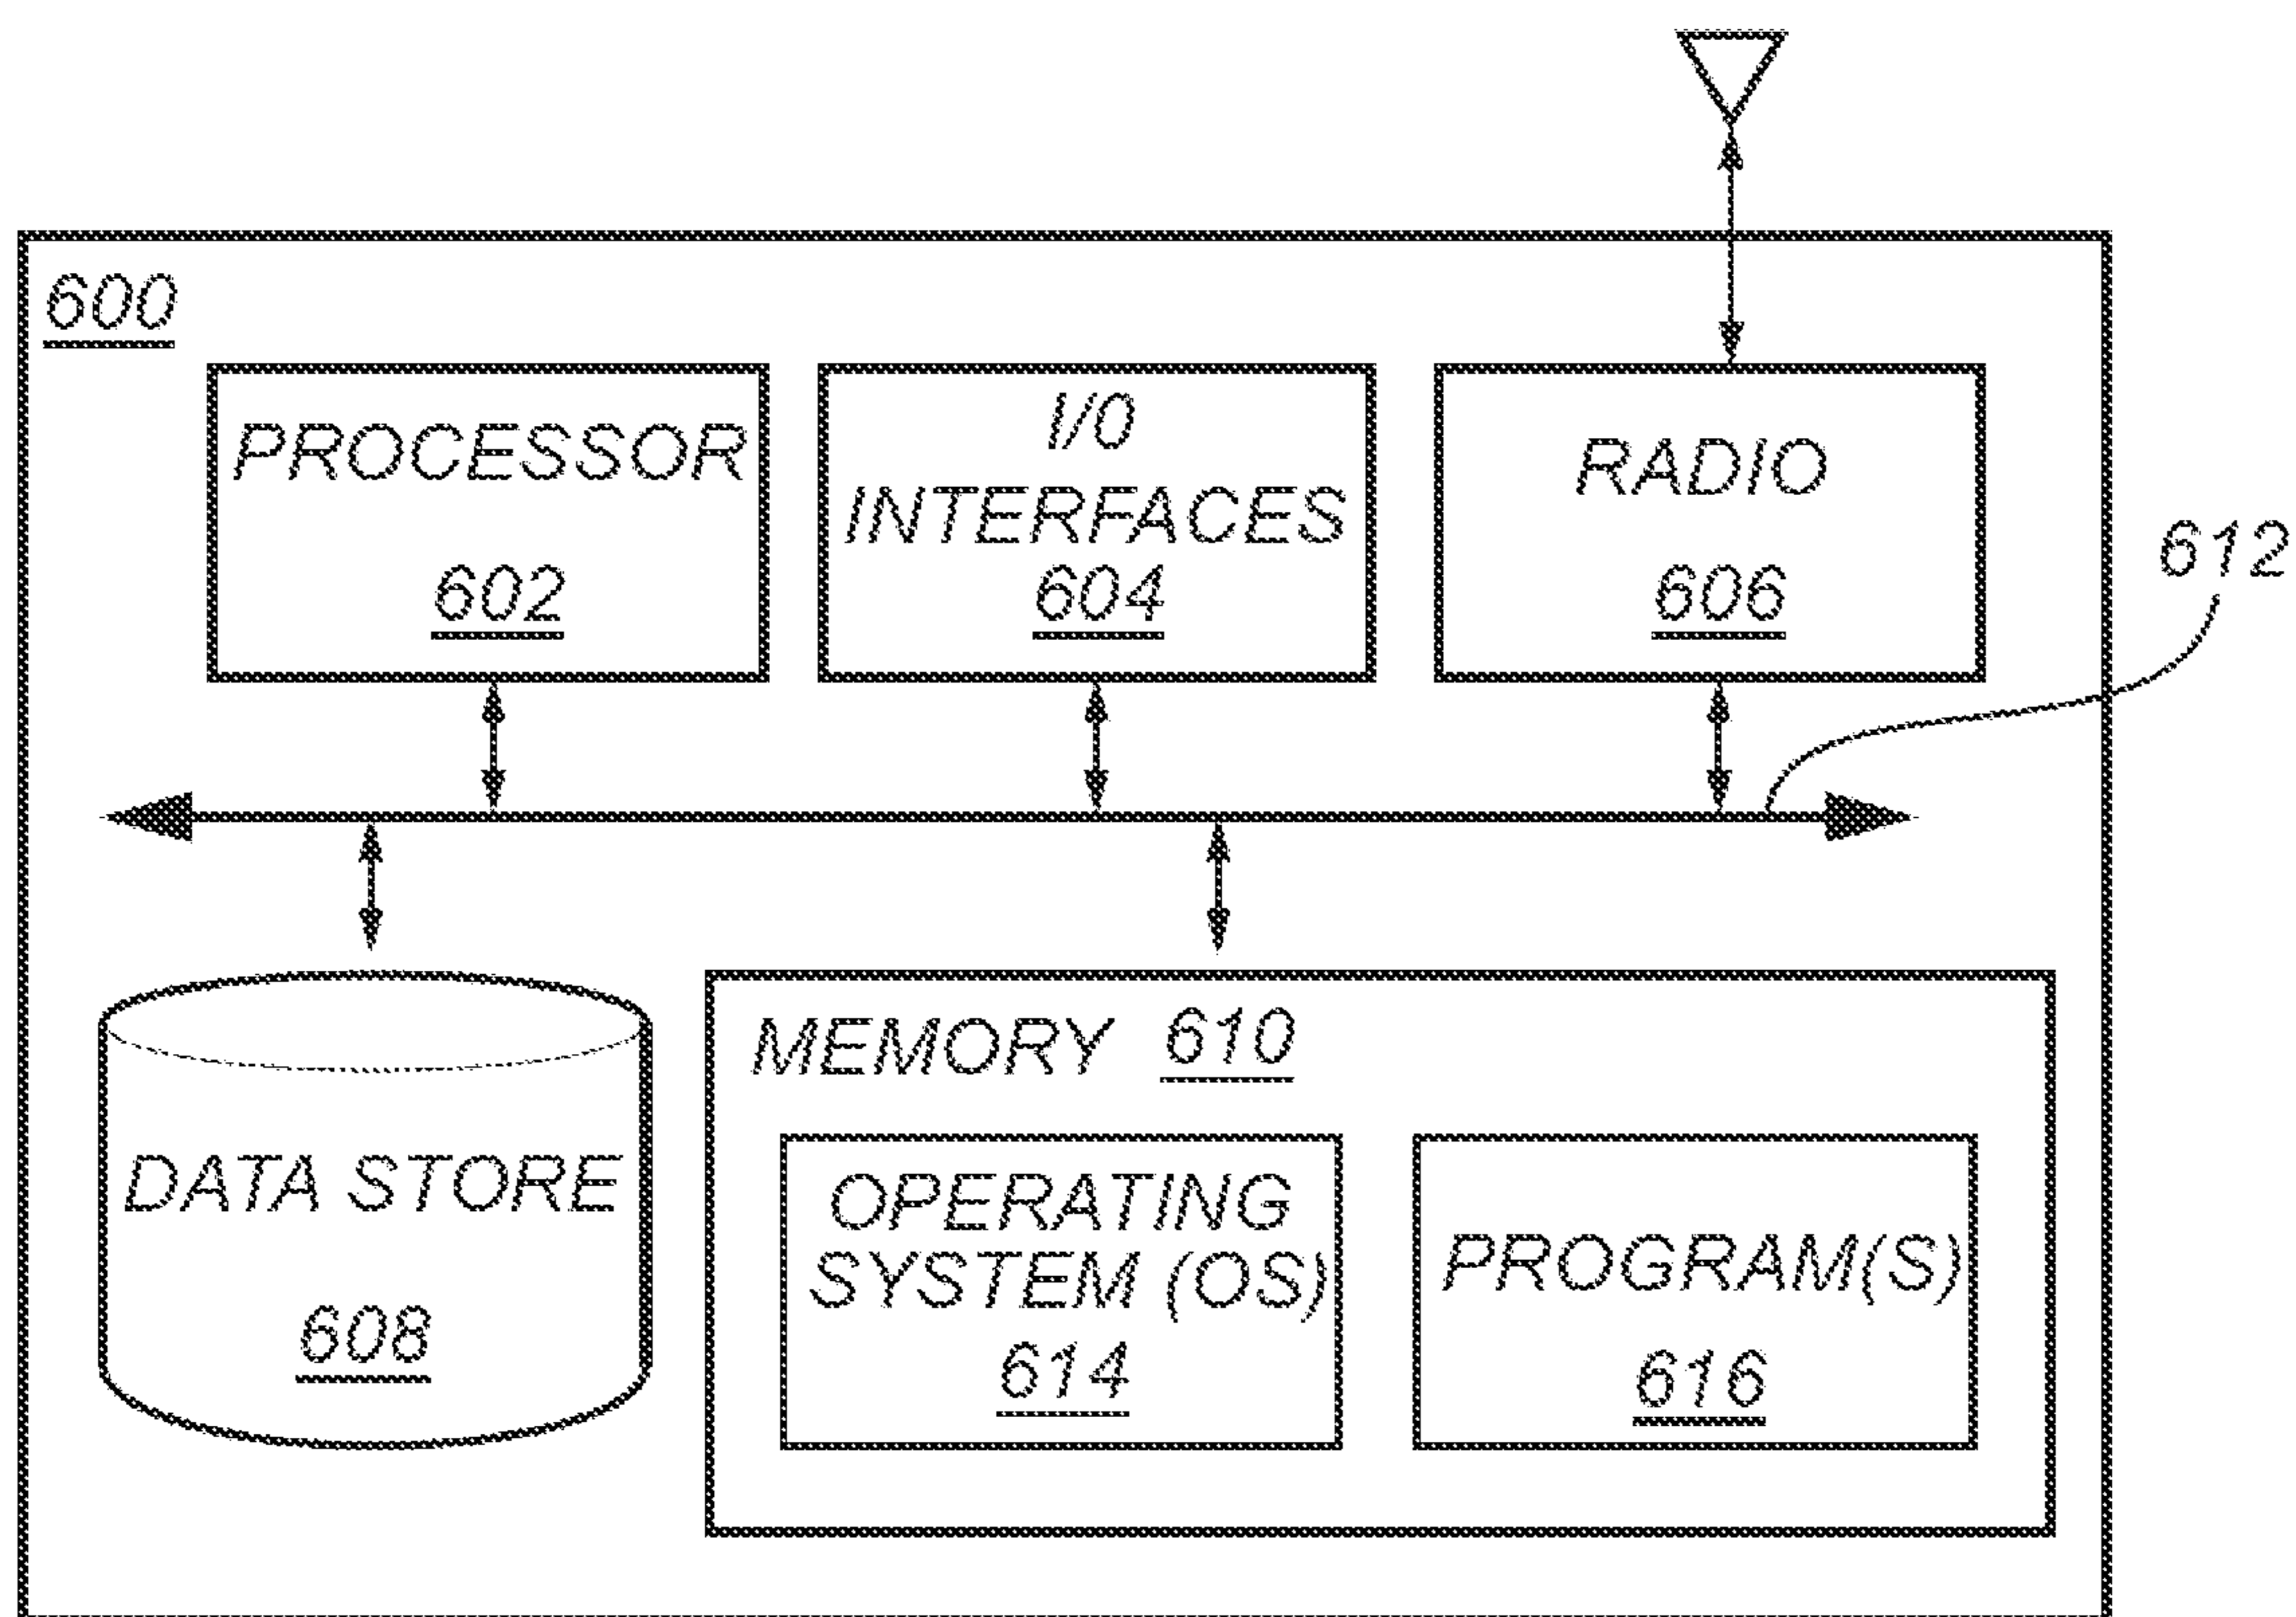 600
PROCESSOR
602
I/O
INTERFACES
604
RADIO
606
612
DATA STORE
608
MEMORY 610
OPERATING
SYSTEM (OS)
614
PROGRAM(S)
616